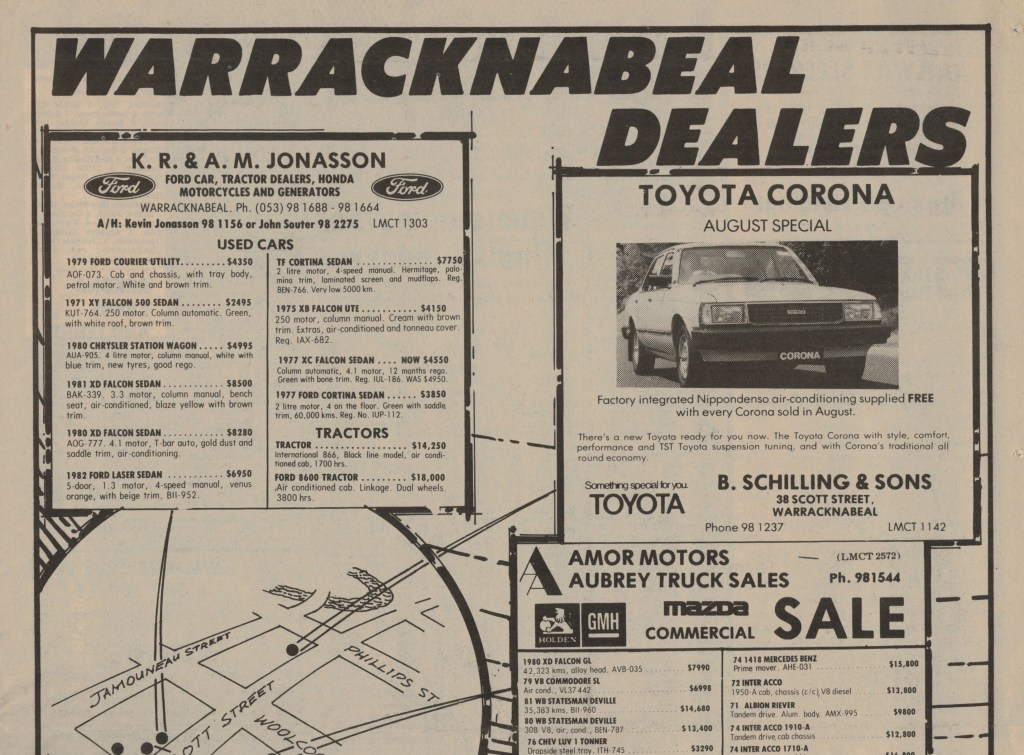 WARRACKNABEAL
DEALERS
K. R. & A. M. JONASSON
Ford
FORD CAR, TRACTOR DEALERS, HONDA
MOTORCYCLES AND GENERATORS
Ford
WARRACKNABEAL. Ph. (053) 98 1688 - 98 1664
A/H: Kevin Jonasson 98 1156 or John Souter 98 2275 LMCT 1303
USED CARS
1979 FORD COURIER UTILITY......... $4350
AOF-073. Cab and chassis, with tray body,
petrol motor. White and brown trim.
1971 XY FALCON 500 SEDAN ........ $2495
KUT-764. 250 motor. Column automatic. Green,
with white roof, brown trim.
1980 CHRYSLER STATION WAGON ..... $4995
AUA-905. 4 litre motor, column manual, white with
blue trim, new tyres, good rego.
1981 XD FALCON SEDAN ............ $8500
BAK-339. 3.3 motor, column manual, bench
seat, air-conditioned, blaze yellow with brown
trim.
1980 XD FALCON SEDAN ............ $8280
AOG-777. 4.1 motor, T-bar auto, gold dust and
saddle trim, air-conditioning.
1982 FORD LASER SEDAN ........... $6950
5-door, 1.3 motor, 4-speed manual, venus
orange, with beige trim, BII-952.
TF CORTINA SEDAN ................ $7750
2 litre motor, 4-speed manual. Hermitage, palo-
mino trim, laminated screen and mudflaps. Reg.
BEN-766. Very low 5000 km.
1975 XB FALCON UTE .............. $4150
250 motor, column manual. Cream with brown
trim. Extras, air-conditioned and tonneau cover.
Reg. IAX-682.
1977 XC FALCON SEDAN .... NOW $4550
Column automatic, 4.1 motor, 12 months rego.
Green with bone trim. Reg. IUL-186. WAS $4950.
1977 FORD CORTINA SEDAN ...... $3850
2 litre motor, 4 on the floor. Green with saddle
trim, 60,000 kms. Reg. No. IUP-112.
TRACTORS
TRACTOR ..................... $14,250
International 866, Black line model, air condi-
tioned cab, 1700 hrs.
FORD 8600 TRACTOR .......... $18,000
Air conditioned cab. Linkage. Dual wheels.
3800 hrs.
TOYOTA CORONA
AUGUST SPECIAL
CORONA
Factory integrated Nippondenso air-conditioning supplied FREE
with every Corona sold in August.
There's a new Toyota ready for you now. The Toyota Corona with style, comfort,
performance and TST Toyota suspension tuning, and with Corona's traditional all
round economy.
Something special for you.
TOYOTA
B. SCHILLING & SONS
38 SCOTT STREET,
WARRACKNABEAL
Phone 98 1237 LMCT 1142
AMOR MOTORS (LMCT 2572)
AUBREY TRUCK SALES Ph. 981544
HOLDEN
GMH
mazda
COMMERCIAL
SALE
1980 XD FALCON GL
42,323 kms, alloy head. AVB-035 ..... $7990
79 VB COMMODORE SL
Air cond., VL37 442 ..... $6998
81 WB STATESMAN DEVILLE
35,383 kms, BII-960 ..... $14,680
80 WB STATESMAN DEVILLE
308 V8, air, cond., BEN-787 ..... $13,400
76 CHEV LUV 1 TONNER
Dropside steel tray. ITH-745 ..... $3290
74 1418 MERCEDES BENZ
Prime mover. AHE-031 ..... $15,800
72 INTER ACCO
1950-A cab, chassis (c/c) V8 diesel ..... $13,800
71 ALBION RIEVER
Tandem drive. Alum. body. AMX-995 ..... $9800
74 INTER ACCO 1910-A
Tandem drive cab chassis ..... $12,800
74 INTER ACCO 1710-A
JAMOUNEAU STREET
PHILLIPS ST
OTT STREET
WOOLCO